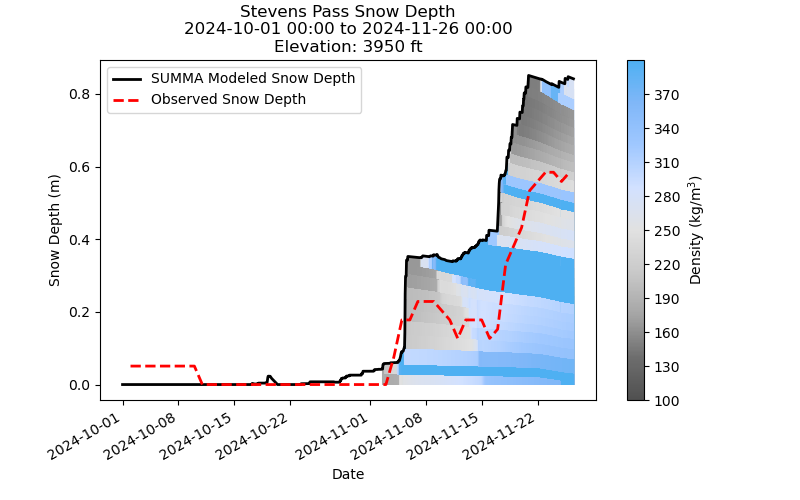 Stevens Pass Snow Depth
2024-10-01 00:00 to 2024-11-26 00:00
Elevation: 3950 ft
SUMMA Modeled Snow Depth
Observed Snow Depth
Snow Depth (m)
0.8
0.6
0.4
0.2
0.0
2024-10-01
2024-10-08
2024-10-15
2024-10-22
2024-11-01
2024-11-08
2024-11-15
2024-11-22
Date
370
340
310
280
250
220
190
160
130
100
Density (kg/m³)